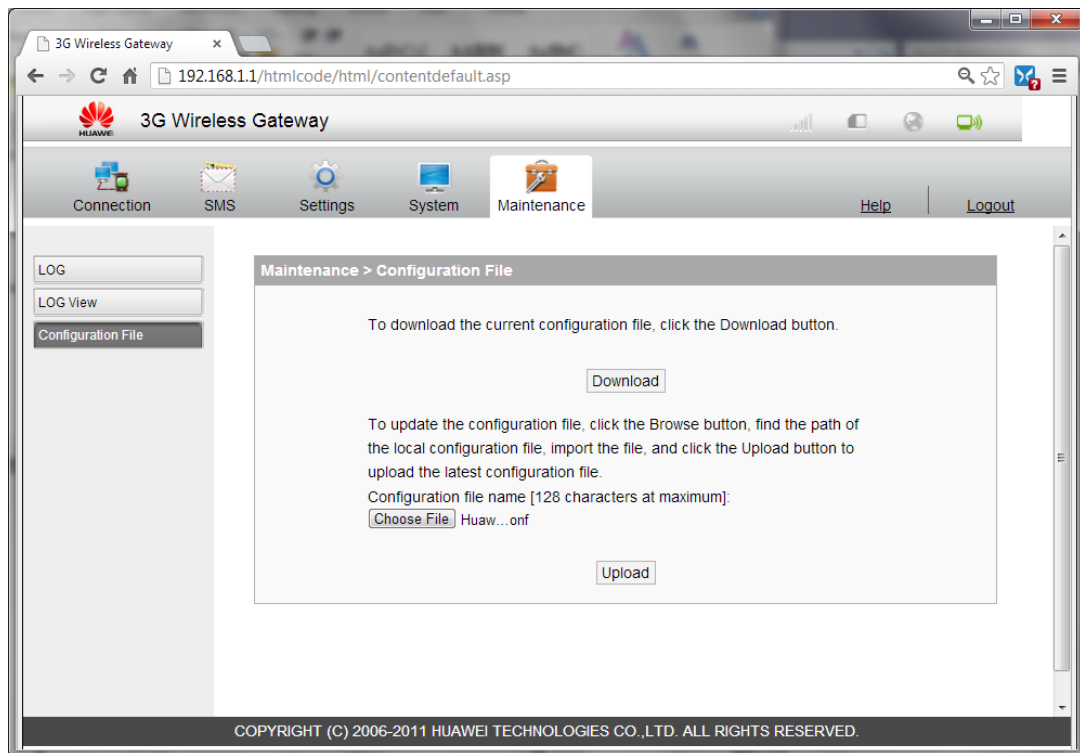 3G Wireless Gateway
192.168.1.1/htmlcode/html/contentdefault.asp
HUAWEI
3G Wireless Gateway
Connection
SMS
Settings
System
Maintenance
Help
Logout
LOG
LOG View
Configuration File
Maintenance > Configuration File
To download the current configuration file, click the Download button.
Download
To update the configuration file, click the Browse button, find the path of
the local configuration file, import the file, and click the Upload button to
upload the latest configuration file.
Configuration file name [128 characters at maximum]:
Choose File Huaw...onf
Upload
COPYRIGHT (C) 2006-2011 HUAWEI TECHNOLOGIES CO.,LTD. ALL RIGHTS RESERVED.